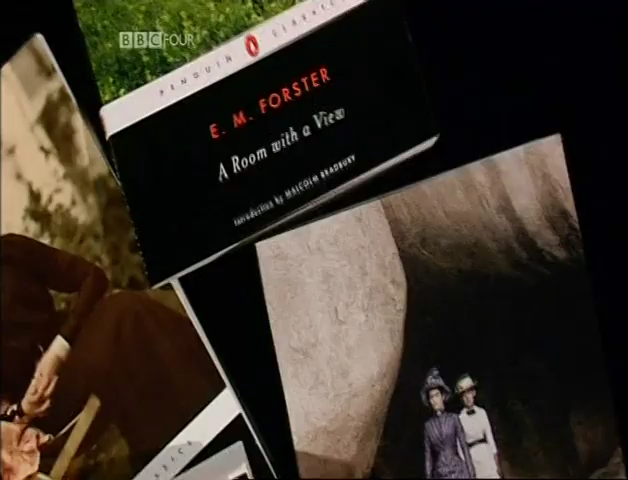 BBC FOUR
PENGUIN CLASSICS
E. M. FORSTER
A Room with a View
Introduction by MALCOLM BRADBURY